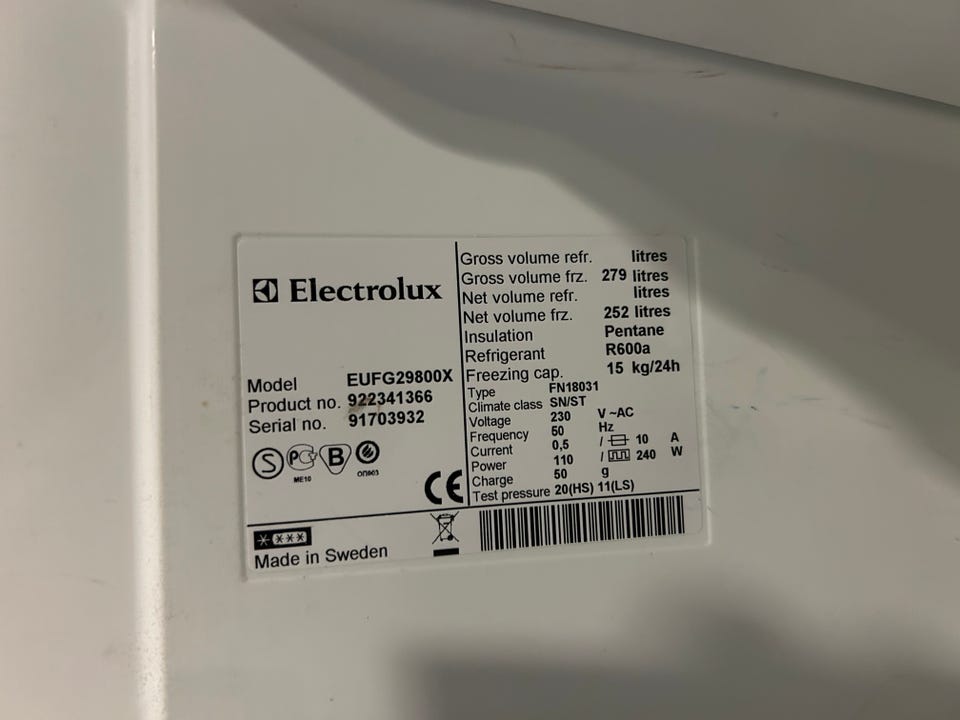 Electrolux
Model EUFG29800X
Product no. 922341366
Serial no. 91703932
S PC B
ME10 ОП003
CE
Made in Sweden
Gross volume refr. litres
Gross volume frz. 279 litres
Net volume refr. litres
Net volume frz. 252 litres
Insulation Pentane
Refrigerant R600a
Freezing cap. 15 kg/24h
Type FN18031
Climate class SN/ST
Voltage 230 V ~AC
Frequency 50 Hz
Current 0,5 / 10 A
Power 110 / 240 W
Charge 50 g
Test pressure 20(HS) 11(LS)